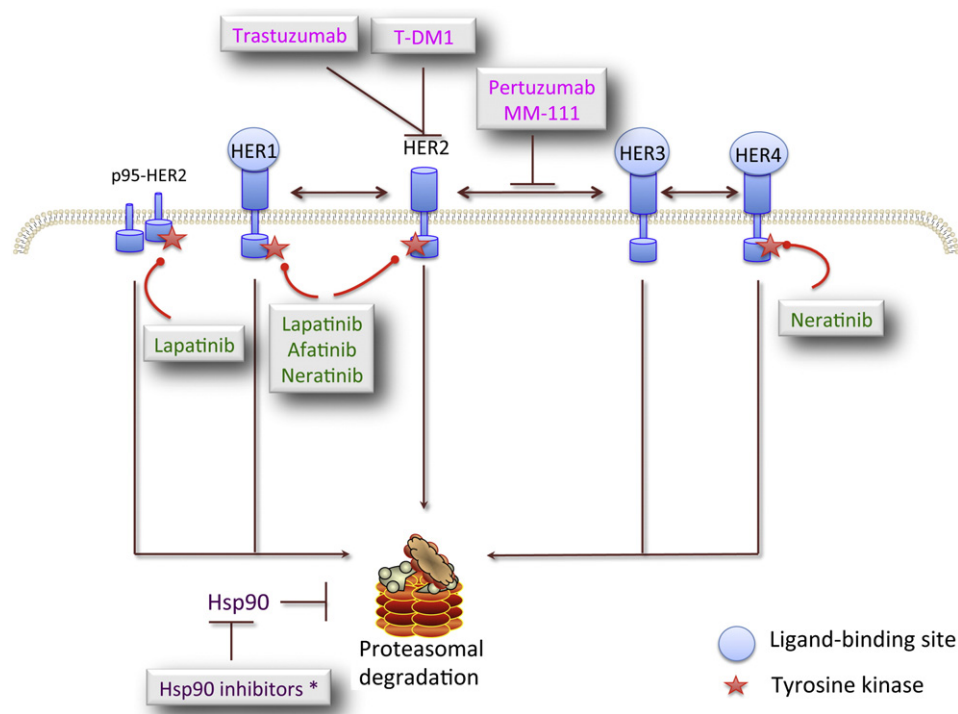 Trastuzumab
T-DM1
Pertuzumab
MM-111
HER1
HER2
HER3
HER4
p95-HER2
Lapatinib
Lapatinib
Afatinib
Neratinib
Neratinib
Hsp90
Proteasomal
degradation
Hsp90 inhibitors *
Ligand-binding site
Tyrosine kinase